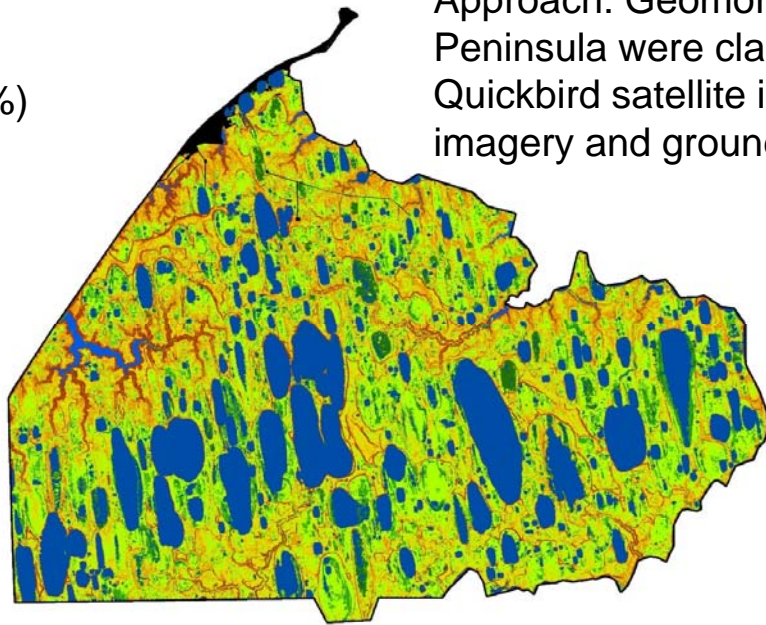 %)
Approach: Geomor
Peninsula were cla
Quickbird satellite i
imagery and ground